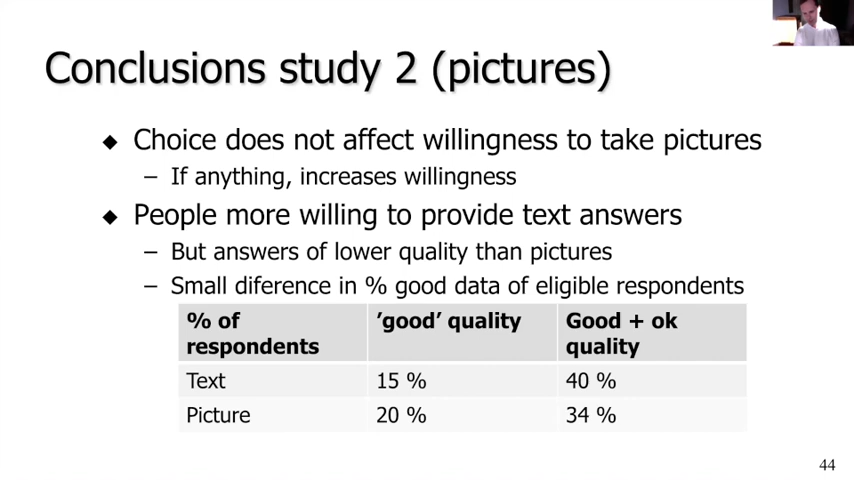 Conclusions study 2 (pictures)
◆ Choice does not affect willingness to take pictures
– If anything, increases willingness
◆ People more willing to provide text answers
– But answers of lower quality than pictures
– Small diference in % good data of eligible respondents
% of respondents | ’good’ quality | Good + ok quality
Text | 15 % | 40 %
Picture | 20 % | 34 %
44